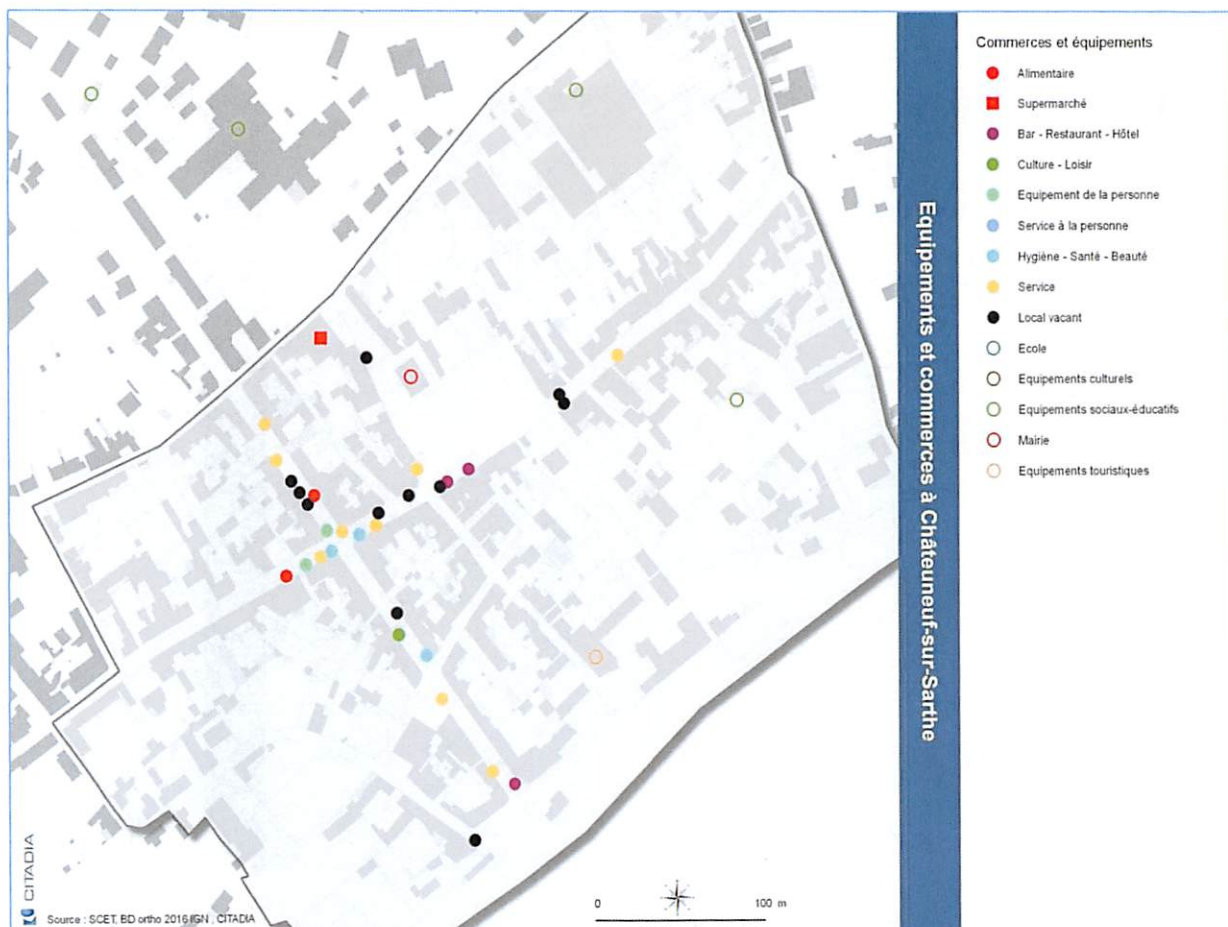 Commerces et équipements
Alimentaire
Supermarché
Bar - Restaurant - Hôtel
Culture - Loisir
Equipement de la personne
Service à la personne
Hygiène - Santé - Beauté
Service
Local vacant
Ecole
Equipements culturels
Equipements sociaux-éducatifs
Mairie
Equipements touristiques
Equipements et commerces à Châteuneuf-sur-Sarthe
CITADIA
Source : SCET, BD ortho 2016 IGN , CITADIA
0 100 m